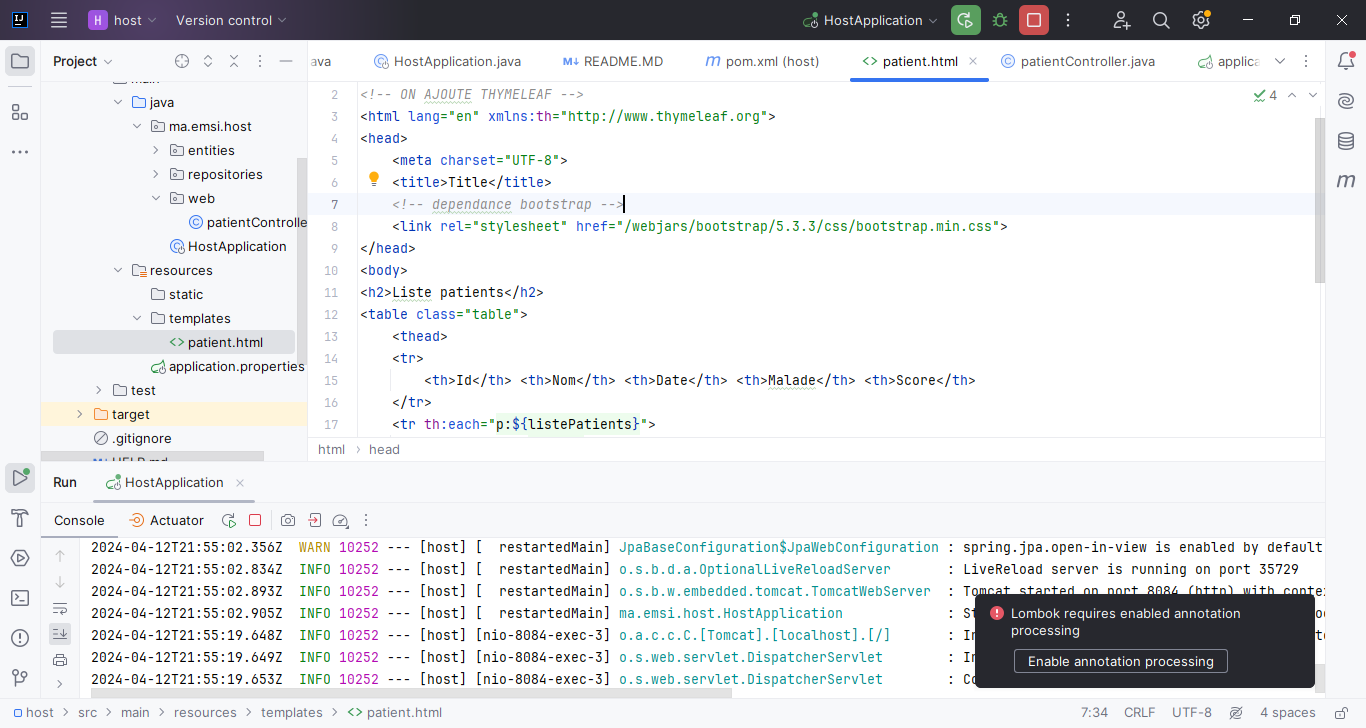 H host Version control HostApplication
Project
ava HostApplication.java README.MD pom.xml (host) patient.html patientController.java applica
java
ma.emsi.host
entities
repositories
web
patientControlle
HostApplication
resources
static
templates
patient.html
application.properties
test
target
.gitignore
2 <!-- ON AJOUTE THYMELEAF -->
3 <html lang="en" xmlns:th="http://www.thymeleaf.org">
4 <head>
5 <meta charset="UTF-8">
6 <title>Title</title>
7 <!-- dependance bootstrap -->
8 <link rel="stylesheet" href="/webjars/bootstrap/5.3.3/css/bootstrap.min.css">
9 </head>
10 <body>
11 <h2>Liste patients</h2>
12 <table class="table">
13 <thead>
14 <tr>
15 <th>Id</th> <th>Nom</th> <th>Date</th> <th>Malade</th> <th>Score</th>
16 </tr>
17 <tr th:each="p:${listePatients}">
4
html head
Run HostApplication
Console Actuator
2024-04-12T21:55:02.356Z WARN 10252 --- [host] [ restartedMain] JpaBaseConfiguration$JpaWebConfiguration : spring.jpa.open-in-view is enabled by default
2024-04-12T21:55:02.834Z INFO 10252 --- [host] [ restartedMain] o.s.b.d.a.OptionalLiveReloadServer : LiveReload server is running on port 35729
2024-04-12T21:55:02.893Z INFO 10252 --- [host] [ restartedMain] o.s.b.w.embedded.tomcat.TomcatWebServer : Tomcat started on port 8084 (http) with conte
2024-04-12T21:55:02.905Z INFO 10252 --- [host] [ restartedMain] ma.emsi.host.HostApplication : St
2024-04-12T21:55:19.648Z INFO 10252 --- [host] [nio-8084-exec-3] o.a.c.c.C.[Tomcat].[localhost].[/] : In
2024-04-12T21:55:19.649Z INFO 10252 --- [host] [nio-8084-exec-3] o.s.web.servlet.DispatcherServlet : In
2024-04-12T21:55:19.653Z INFO 10252 --- [host] [nio-8084-exec-3] o.s.web.servlet.DispatcherServlet : Co
Lombok requires enabled annotation
processing
Enable annotation processing
host src main resources templates patient.html 7:34 CRLF UTF-8 4 spaces